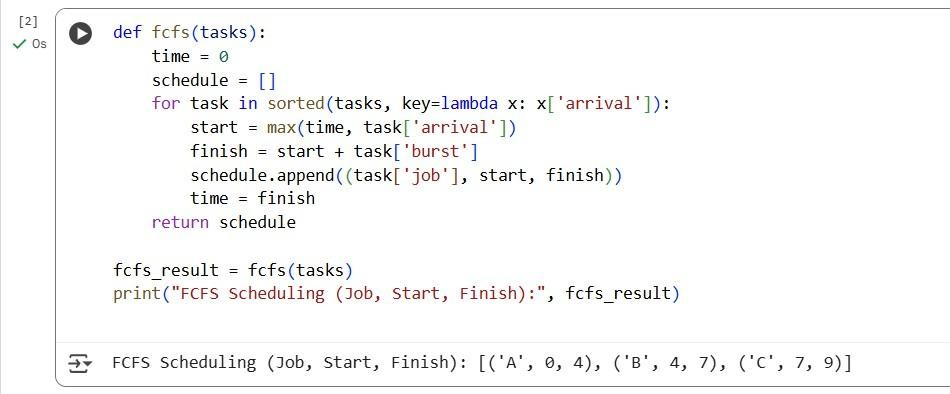 [2]
0s
def fcfs(tasks):
    time = 0
    schedule = []
    for task in sorted(tasks, key=lambda x: x['arrival']):
        start = max(time, task['arrival'])
        finish = start + task['burst']
        schedule.append((task['job'], start, finish))
        time = finish
    return schedule

fcfs_result = fcfs(tasks)
print("FCFS Scheduling (Job, Start, Finish):", fcfs_result)

FCFS Scheduling (Job, Start, Finish): [('A', 0, 4), ('B', 4, 7), ('C', 7, 9)]